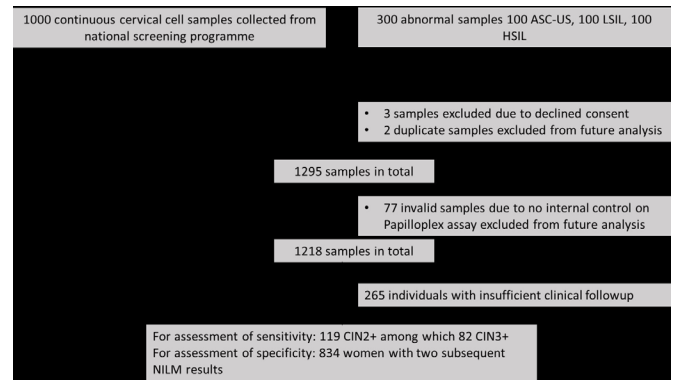 1000 continuous cervical cell samples collected from
national screening programme
300 abnormal samples 100 ASC-US, 100 LSIL, 100
HSIL
• 3 samples excluded due to declined consent
• 2 duplicate samples excluded from future analysis
1295 samples in total
• 77 invalid samples due to no internal control on
Papilloplex assay excluded from future analysis
1218 samples in total
265 individuals with insufficient clinical followup
For assessment of sensitivity: 119 CIN2+ among which 82 CIN3+
For assessment of specificity: 834 women with two subsequent
NILM results